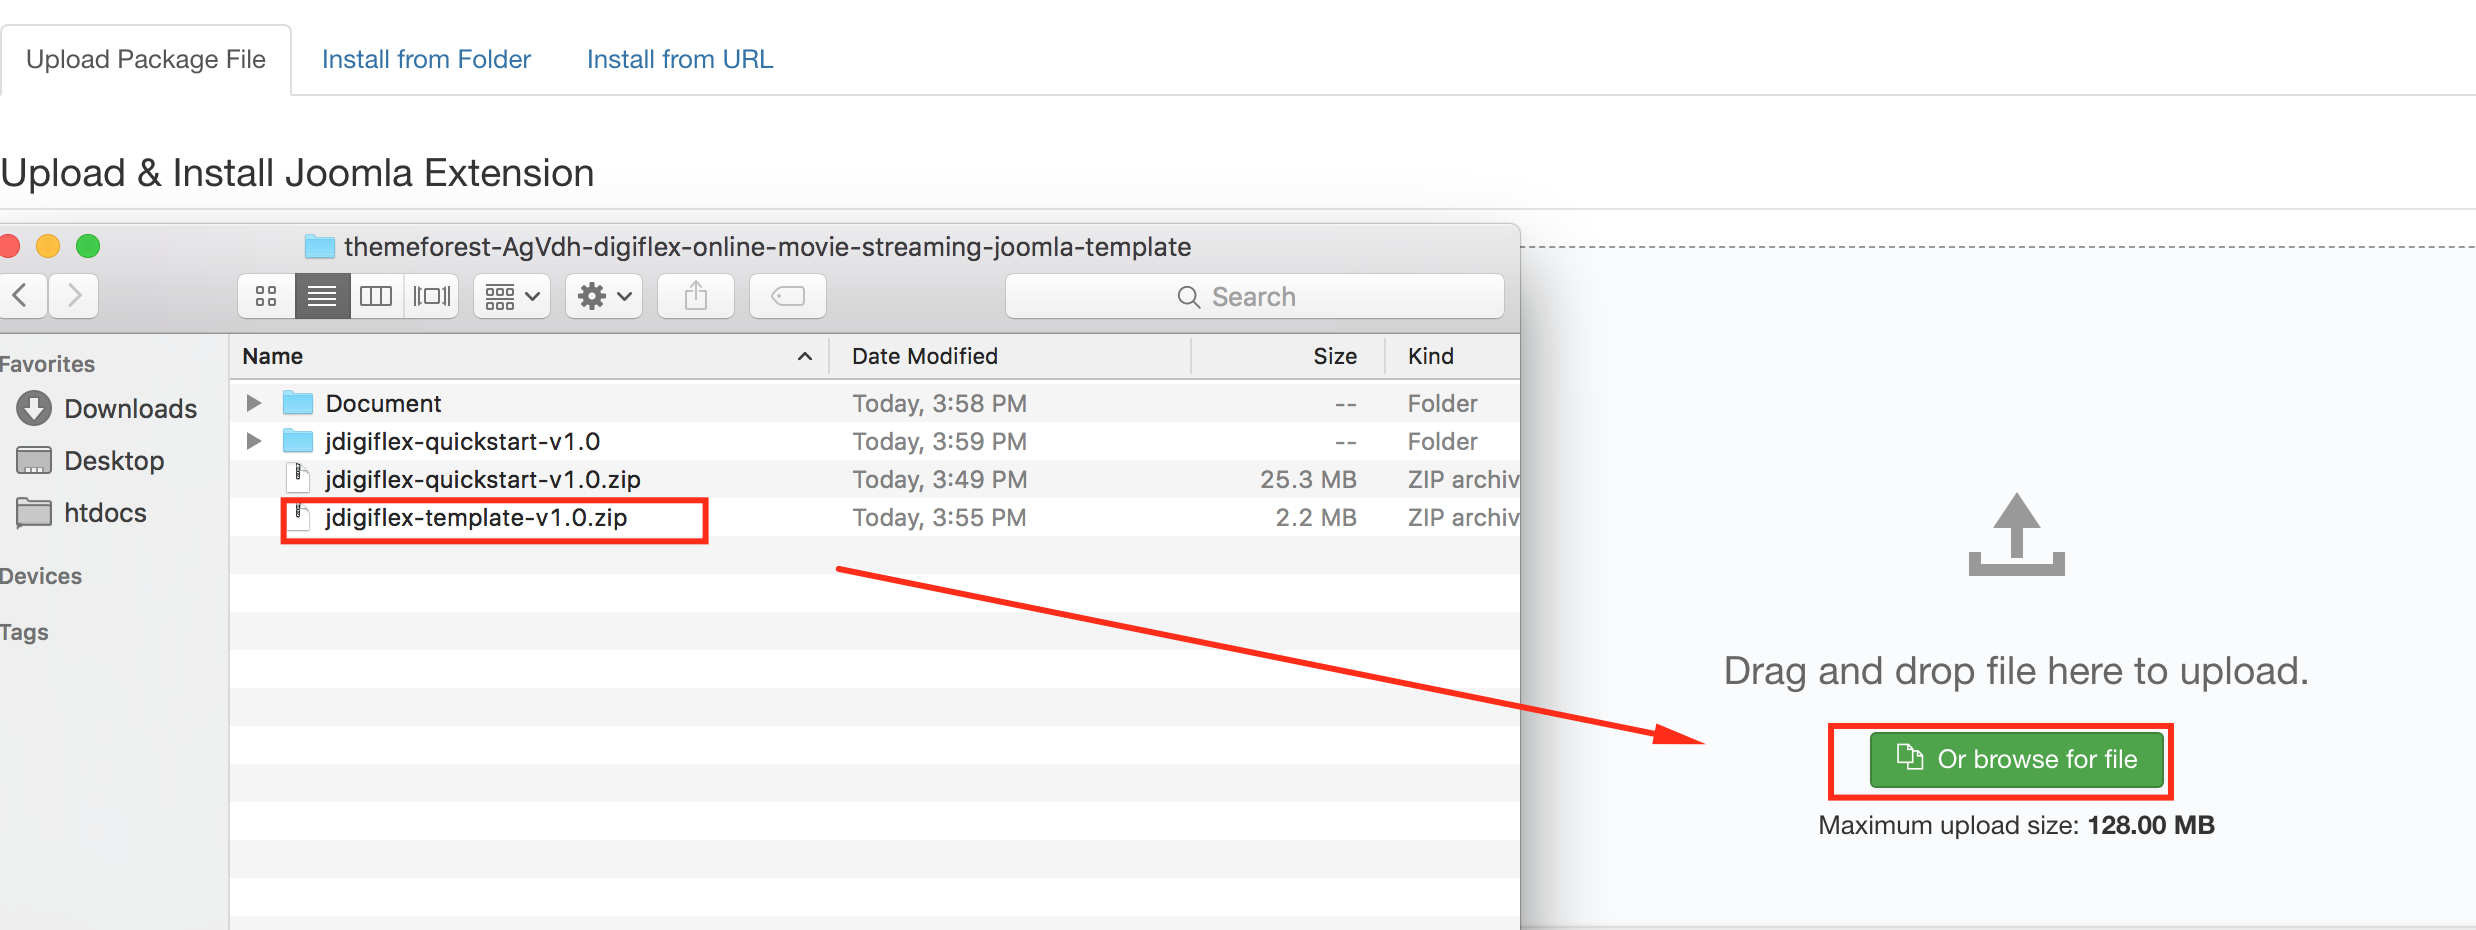 Upload Package File Install from Folder Install from URL
Upload & Install Joomla Extension
themeforest-AgVdh-digiflex-online-movie-streaming-joomla-template
Search
Favorites
Downloads
Desktop
htdocs
Devices
Tags
Name Date Modified Size Kind
Document Today, 3:58 PM -- Folder
jdigiflex-quickstart-v1.0 Today, 3:59 PM -- Folder
jdigiflex-quickstart-v1.0.zip Today, 3:49 PM 25.3 MB ZIP archiv
jdigiflex-template-v1.0.zip Today, 3:55 PM 2.2 MB ZIP archiv
Drag and drop file here to upload.
Or browse for file
Maximum upload size: 128.00 MB